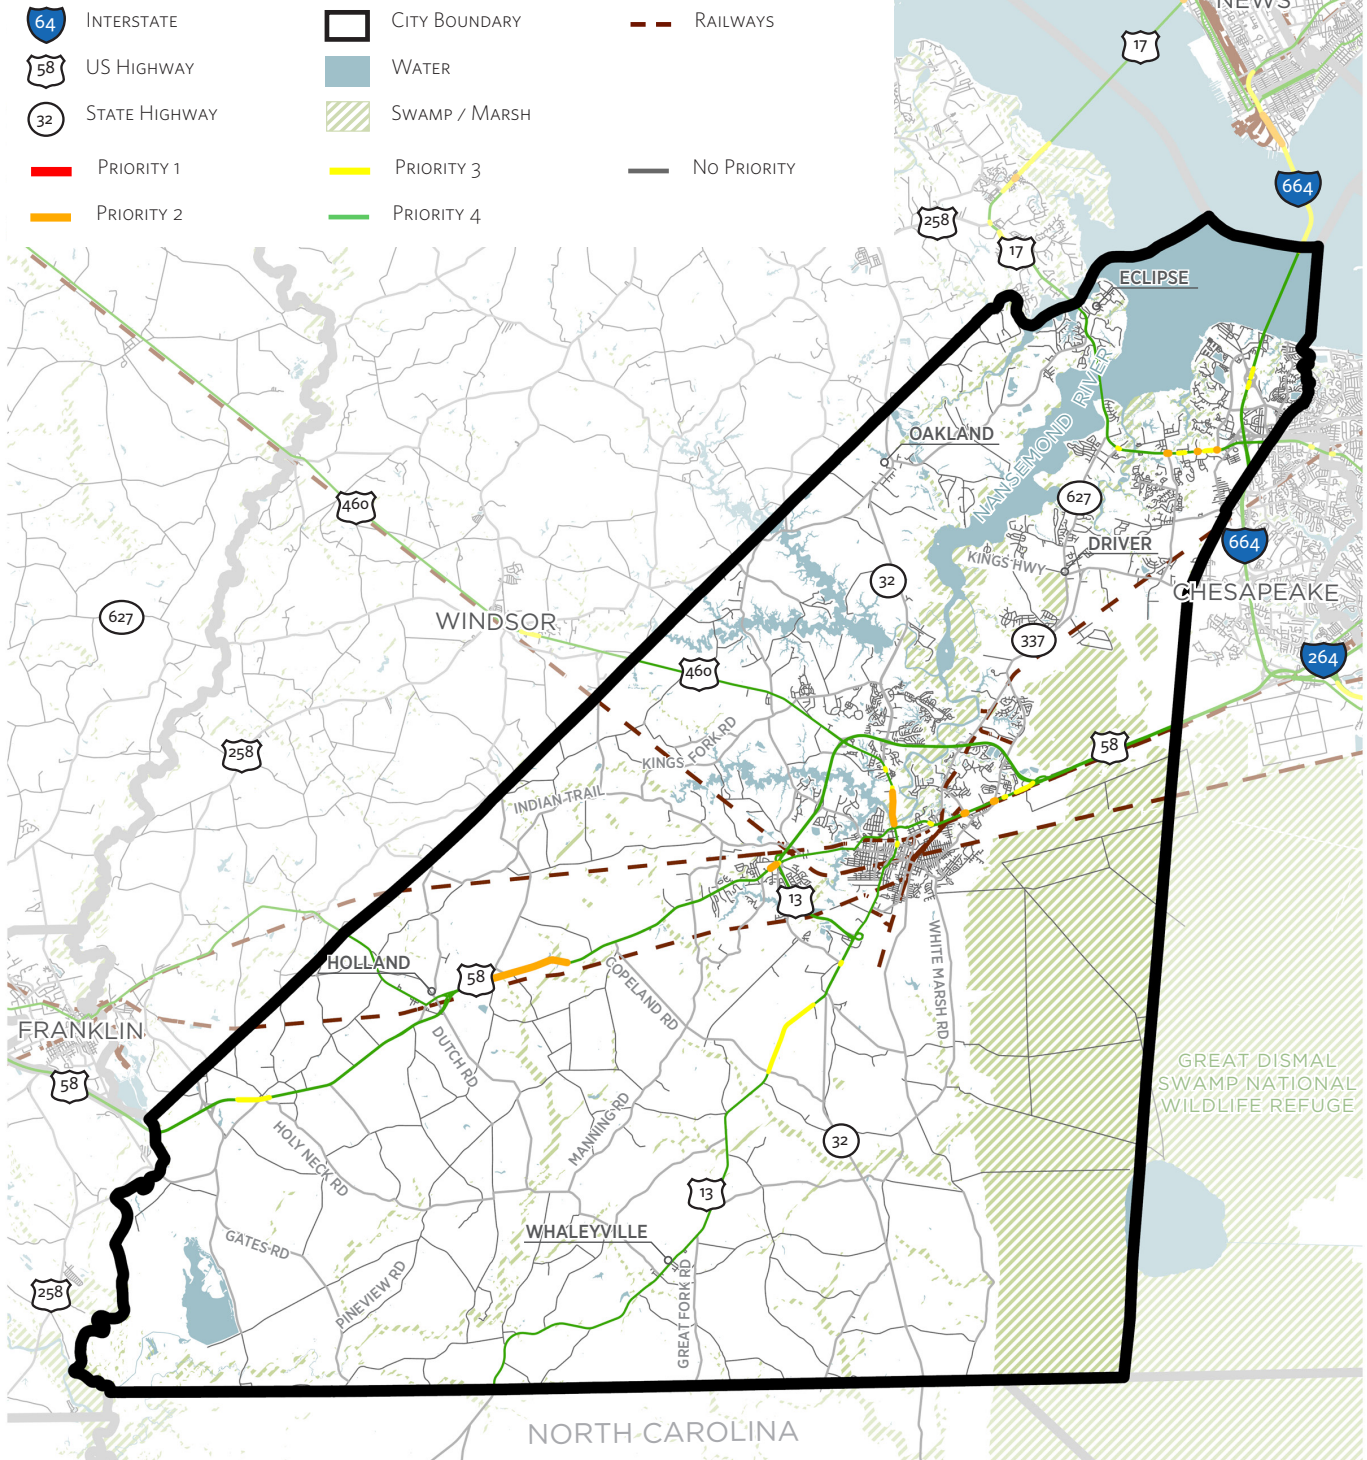 64 INTERSTATE
CITY BOUNDARY
RAILWAYS
58 US HIGHWAY
WATER
32 STATE HIGHWAY
SWAMP / MARSH
PRIORITY 1
PRIORITY 3
NO PRIORITY
PRIORITY 2
PRIORITY 4
NEWS
17
664
258
17
ECLIPSE
NANSEMOND RIVER
OAKLAND
460
627
664
DRIVER
KINGS HWY
32
CHESAPEAKE
627
WINDSOR
337
264
460
258
KINGS FORK RD
58
INDIAN TRAIL
13
WHITE MARSH RD
HOLLAND
58
COPELAND RD
FRANKLIN
DUTCH RD
58
GREAT DISMAL
SWAMP NATIONAL
WILDLIFE REFUGE
MANNING RD
32
HOLY NECK RD
13
WHALEYVILLE
GATES RD
PINEVIEW RD
258
GREAT FORK RD
NORTH CAROLINA